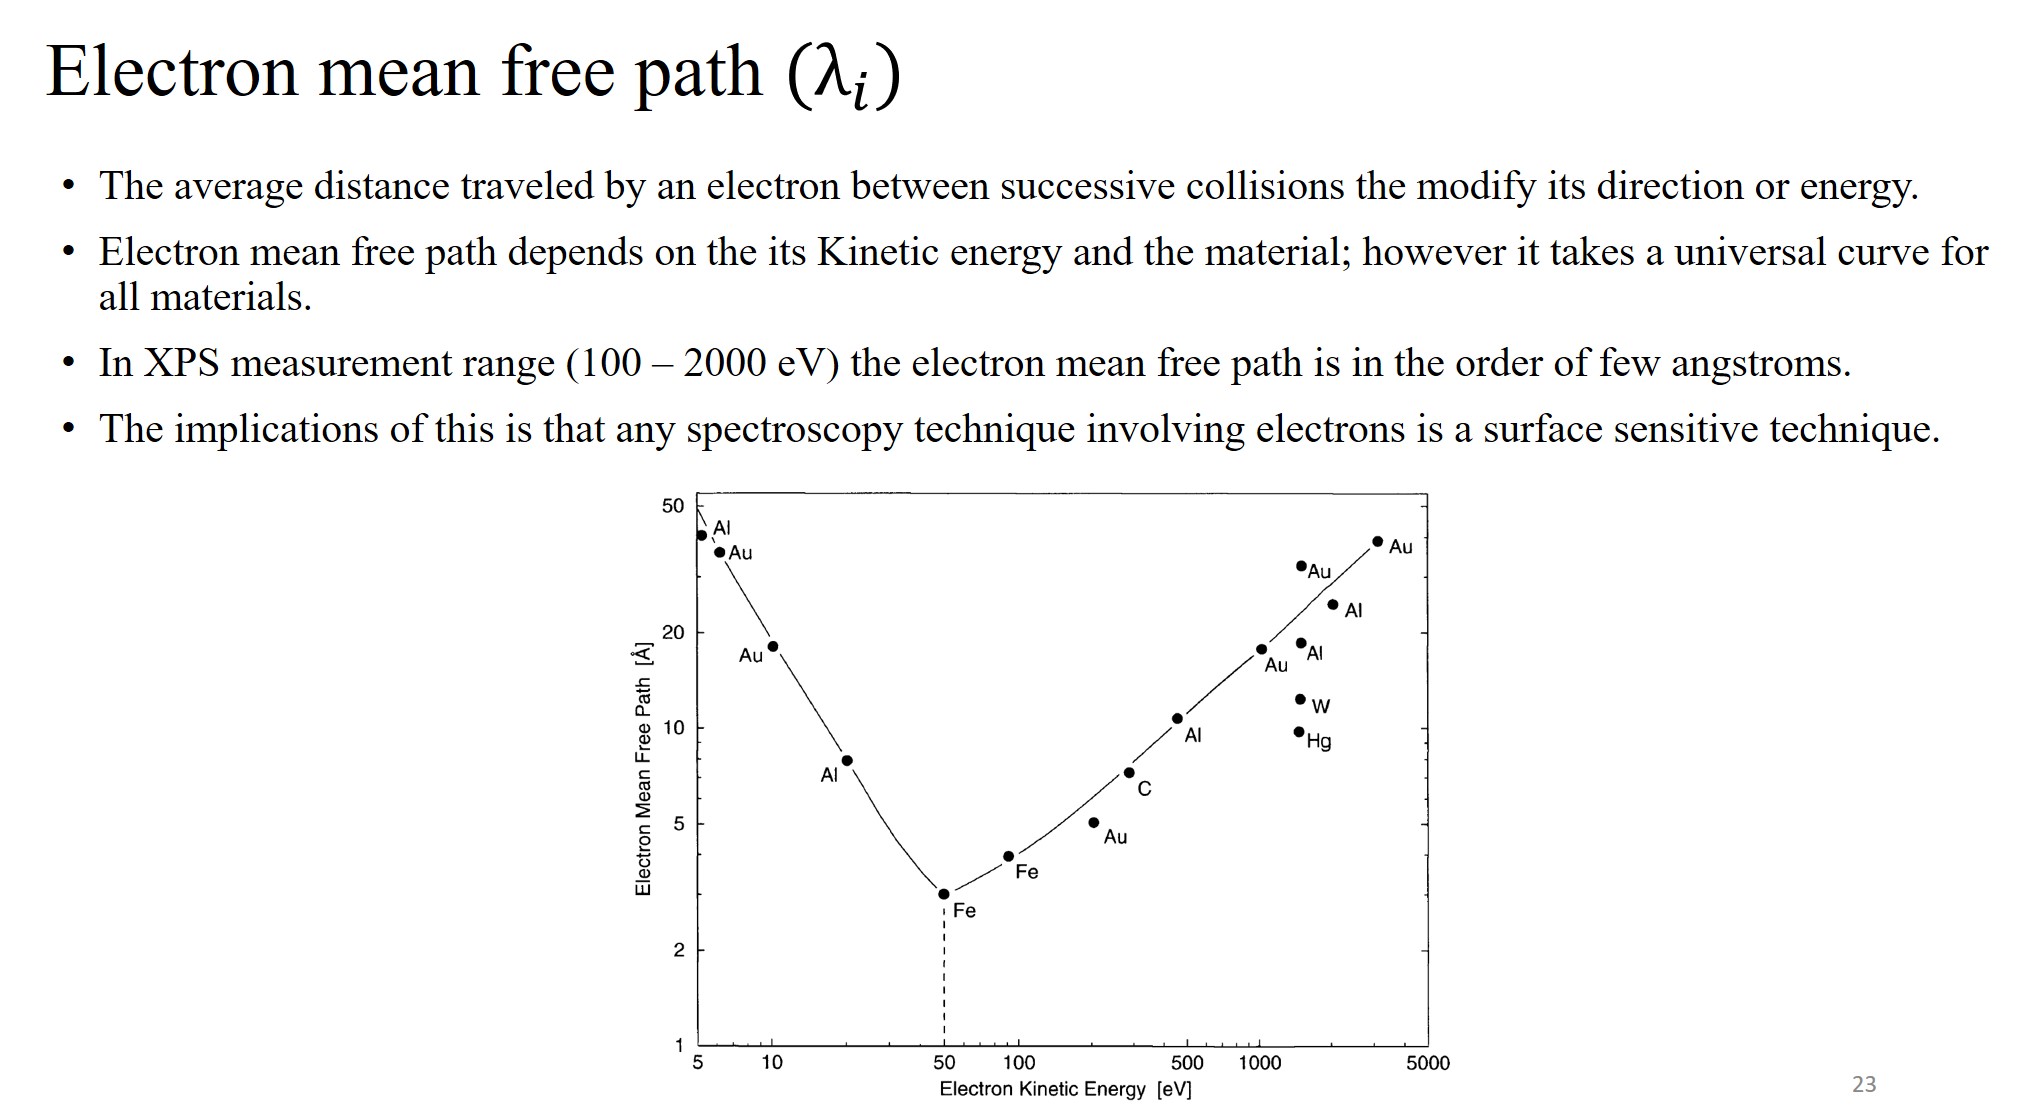 Electron mean free path (λᵢ)
• The average distance traveled by an electron between successive collisions the modify its direction or energy.
• Electron mean free path depends on the its Kinetic energy and the material; however it takes a universal curve for
all materials.
• In XPS measurement range (100 – 2000 eV) the electron mean free path is in the order of few angstroms.
• The implications of this is that any spectroscopy technique involving electrons is a surface sensitive technique.
50
20
10
5
2
1
Electron Mean Free Path [Å]
Al
Au
Au
Al
Fe
Fe
Au
C
Al
Au
Au
Al
Al
W
Hg
Au
5
10
50
100
500
1000
5000
Electron Kinetic Energy [eV]
23